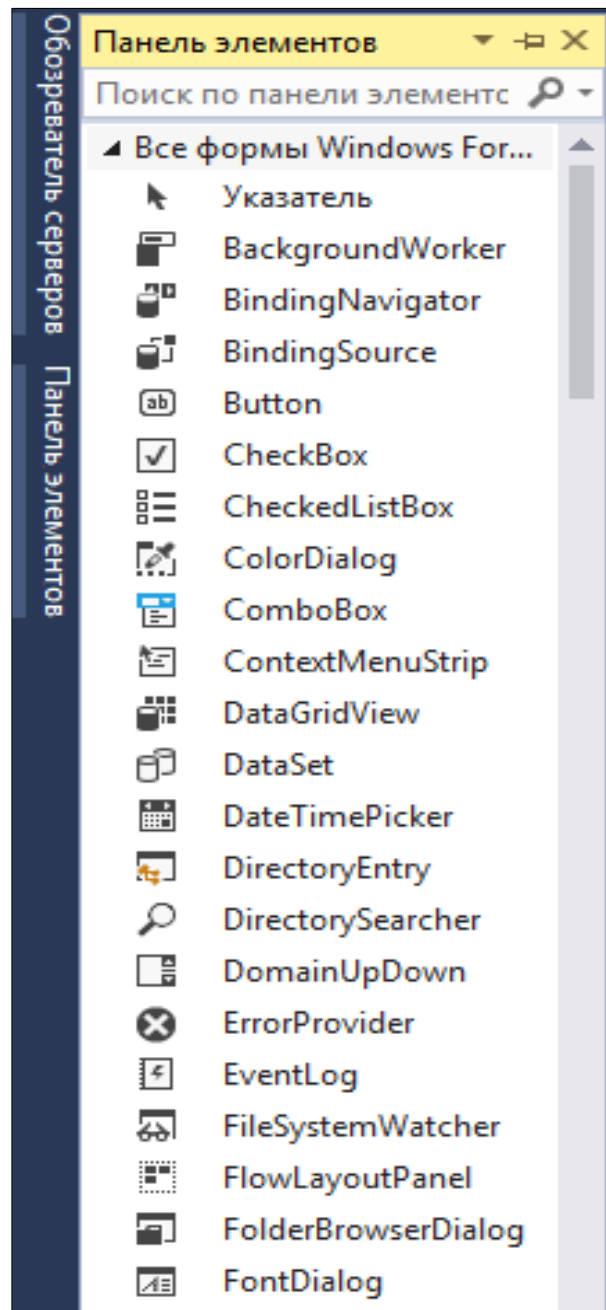 Обозреватель серверов
Панель элементов
Панель элементов
Поиск по панели элементс
Все формы Windows For...
Указатель
BackgroundWorker
BindingNavigator
BindingSource
ab
Button
CheckBox
CheckedListBox
ColorDialog
ComboBox
ContextMenuStrip
DataGridView
DataSet
DateTimePicker
DirectoryEntry
DirectorySearcher
DomainUpDown
ErrorProvider
EventLog
FileSystemWatcher
FlowLayoutPanel
FolderBrowserDialog
FontDialog